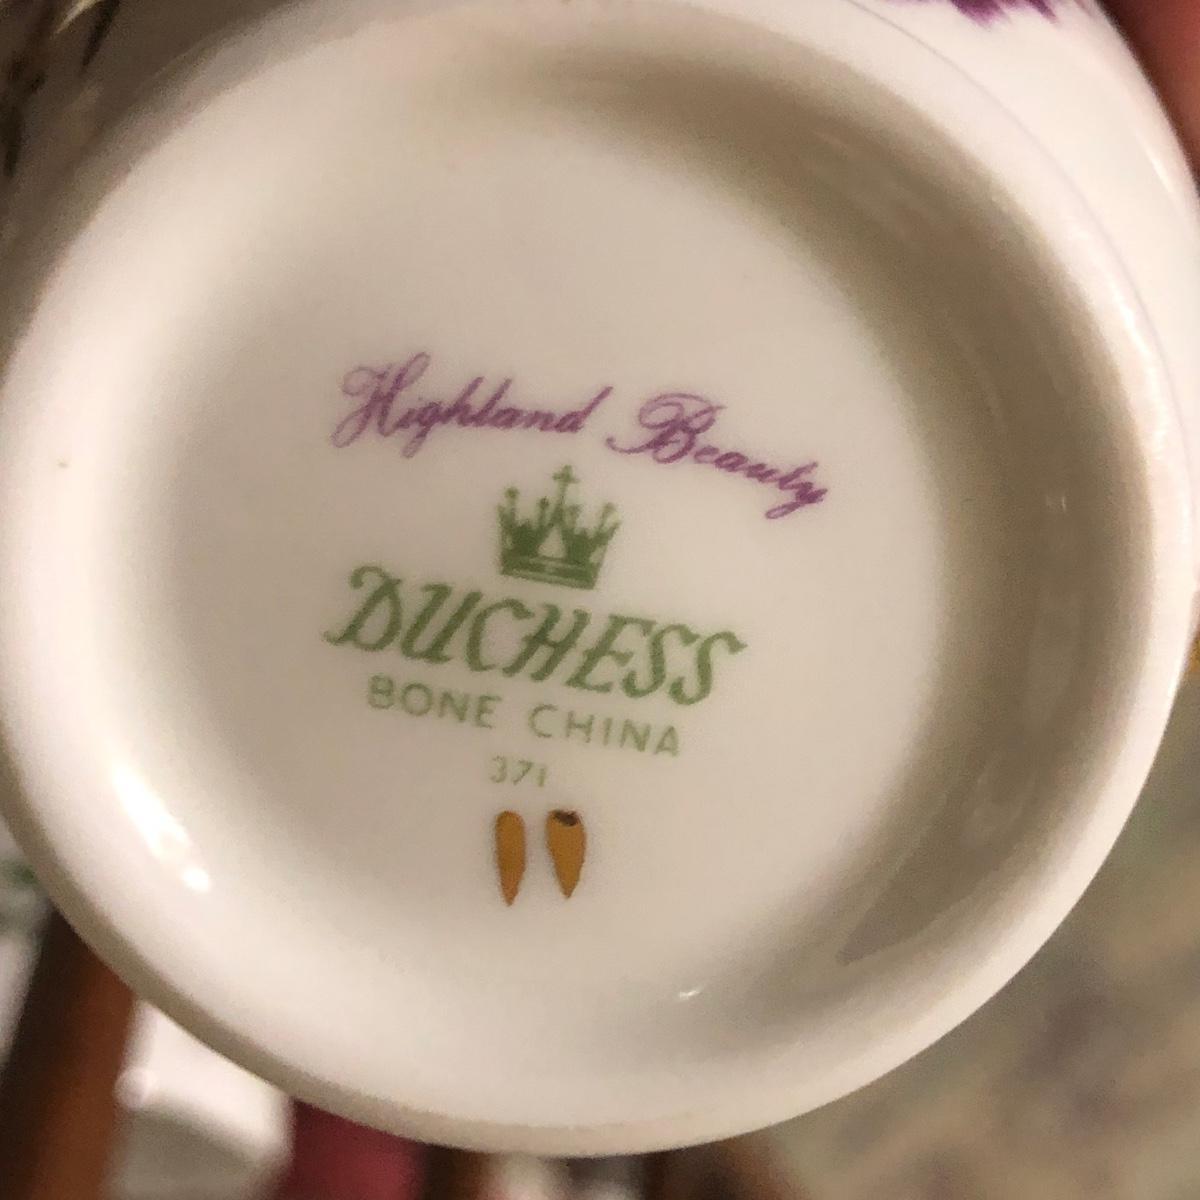 Highland Beauty
DUCHESS
BONE CHINA
371